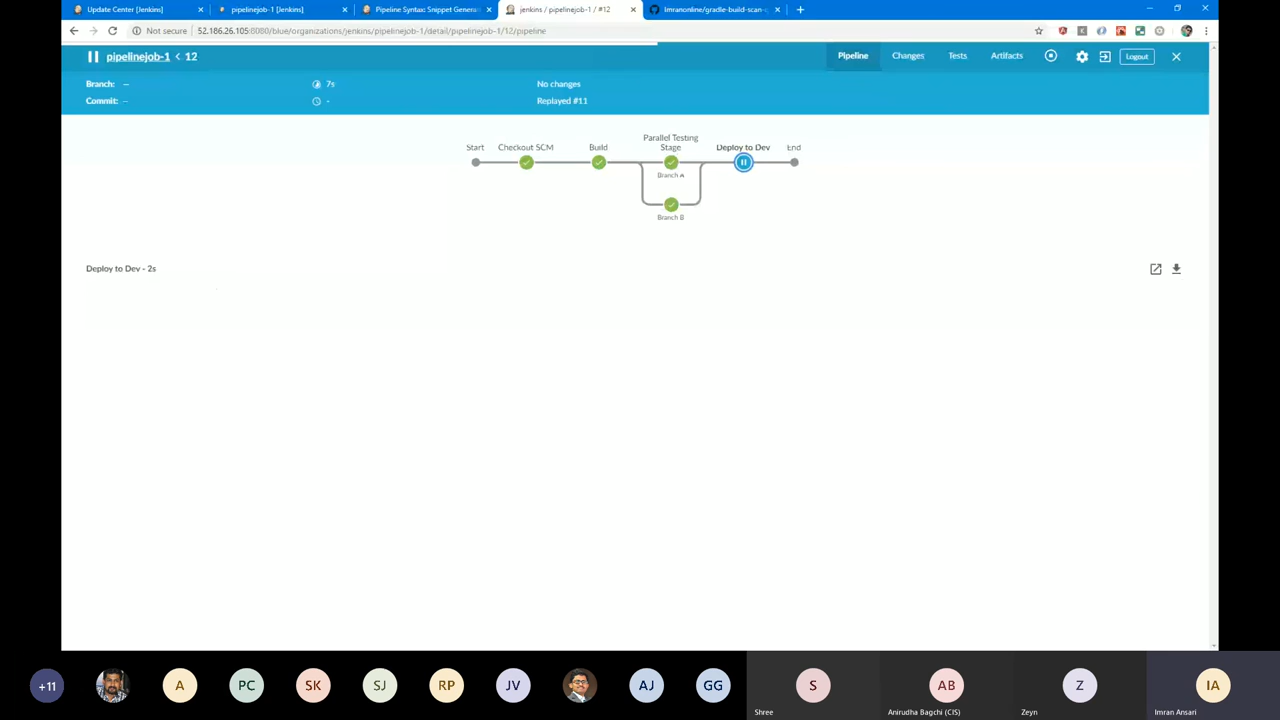 Update Center [Jenkins]
pipelinejob-1 [Jenkins]
Pipeline Syntax: Snippet Genera
jenkins / pipelinejob-1 / #12
Imranonline/gradle-build-scan-
Not secure
52.186.26.105:8080/blue/organizations/jenkins/pipelinejob-1/detail/pipelinejob-1/12/pipeline
pipelinejob-1 < 12
Pipeline
Changes
Tests
Artifacts
Logout
Branch: –
7s
No changes
Commit: –
-
Replayed #11
Parallel Testing
Start
Checkout SCM
Build
Stage
Deploy to Dev
End
Branch A
Branch B
Deploy to Dev - 2s
+11
A
PC
SK
SJ
RP
JV
AJ
GG
S
AB
Z
IA
Shree
Anirudha Bagchi (CIS)
Zeyn
Imran Ansari